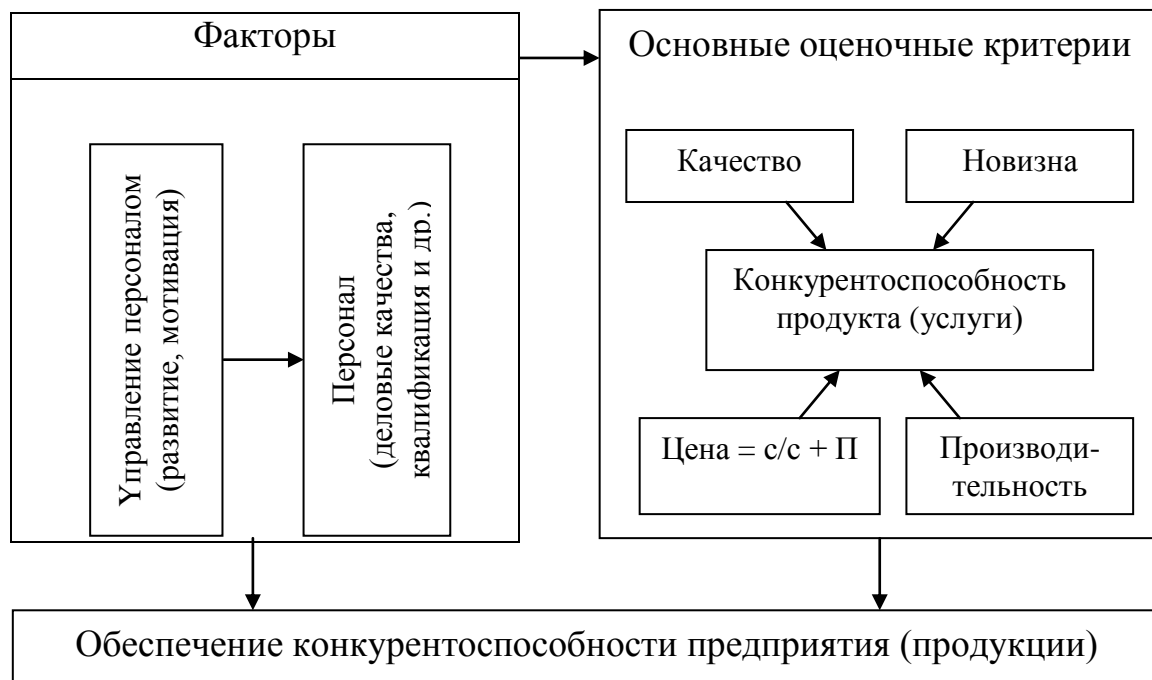 Факторы
Управление персоналом
(развитие, мотивация)
Персонал
(деловые качества,
квалификация и др.)
Основные оценочные критерии
Качество
Новизна
Конкурентоспособность
продукта (услуги)
Цена = с/с + П
Производи-
тельность
Обеспечение конкурентоспособности предприятия (продукции)